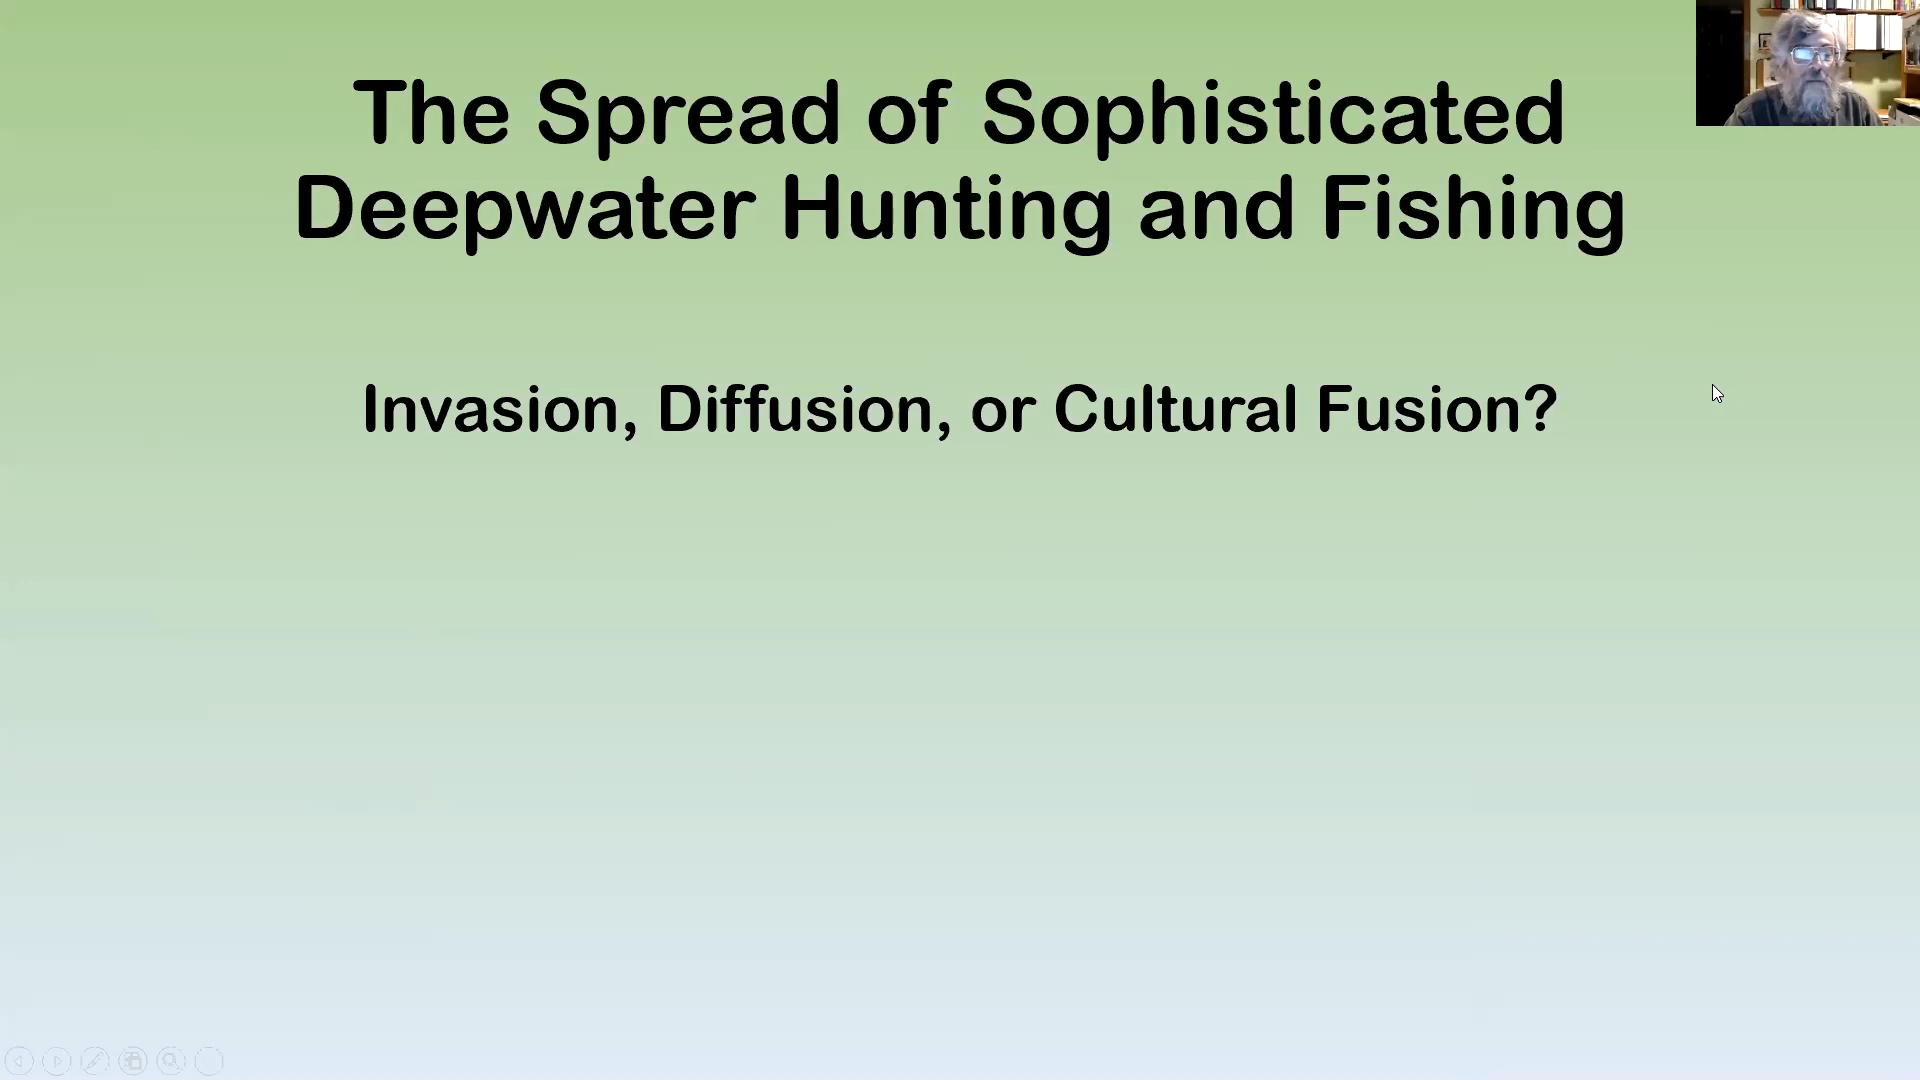 The Spread of Sophisticated
Deepwater Hunting and Fishing
Invasion, Diffusion, or Cultural Fusion?